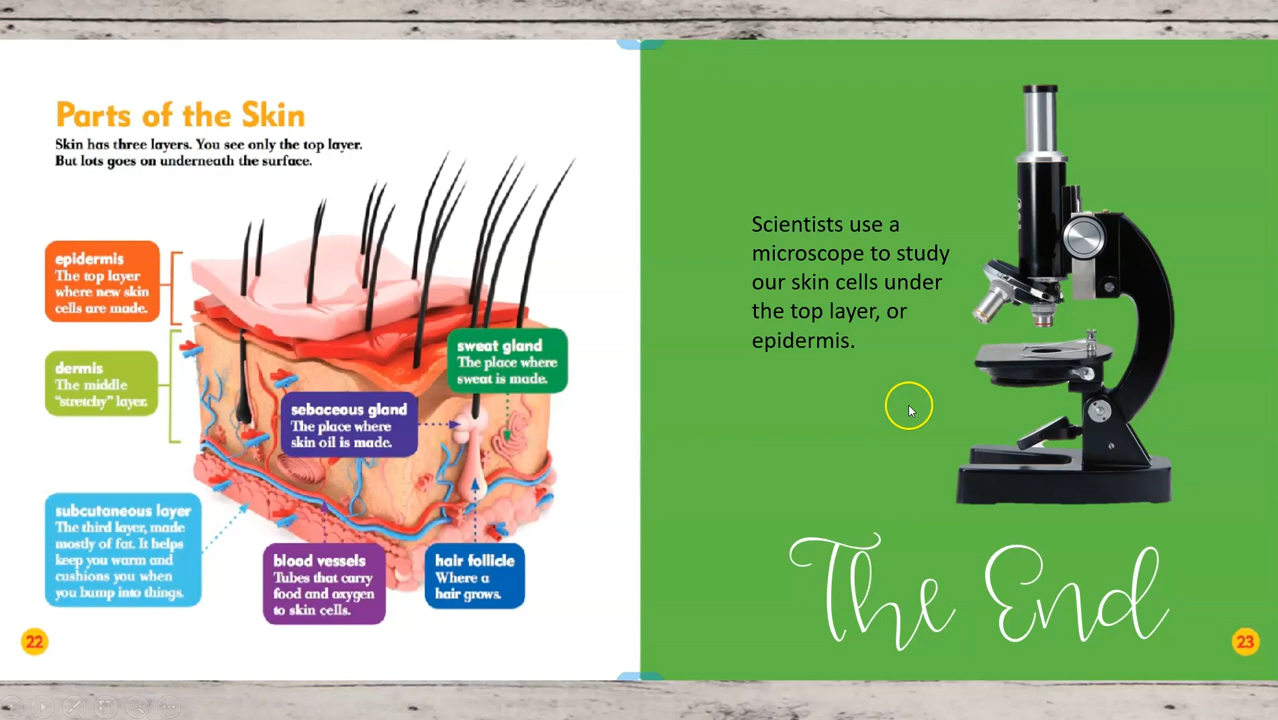 Parts of the Skin
Skin has three layers. You see only the top layer.
But lots goes on underneath the surface.
epidermis
The top layer
where new skin
cells are made.
dermis
The middle
“stretchy” layer.
sweat gland
The place where
sweat is made.
sebaceous gland
The place where
skin oil is made.
subcutaneous layer
The third layer, made
mostly of fat. It helps
keep you warm and
cushions you when
you bump into things.
blood vessels
Tubes that carry
food and oxygen
to skin cells.
hair follicle
Where a
hair grows.
22
Scientists use a
microscope to study
our skin cells under
the top layer, or
epidermis.
The End
23